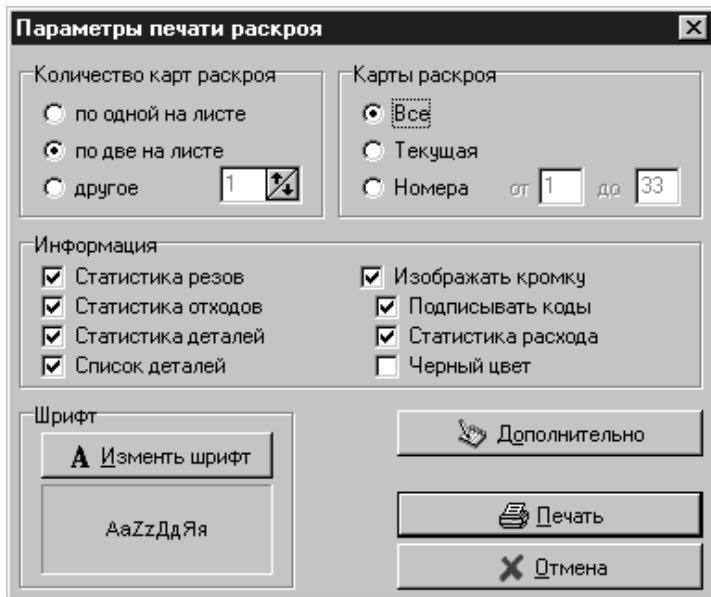 Параметры печати раскроя
Количество карт раскроя
по одной на листе
по две на листе
другое 1
Карты раскроя
Все
Текущая
Номера от 1 до 33
Информация
Статистика резов
Статистика отходов
Статистика деталей
Список деталей
Изображать кромку
Подписывать коды
Статистика расхода
Черный цвет
Шрифт
A Изменть шрифт
AaZzДдЯя
Дополнительно
Печать
Отмена